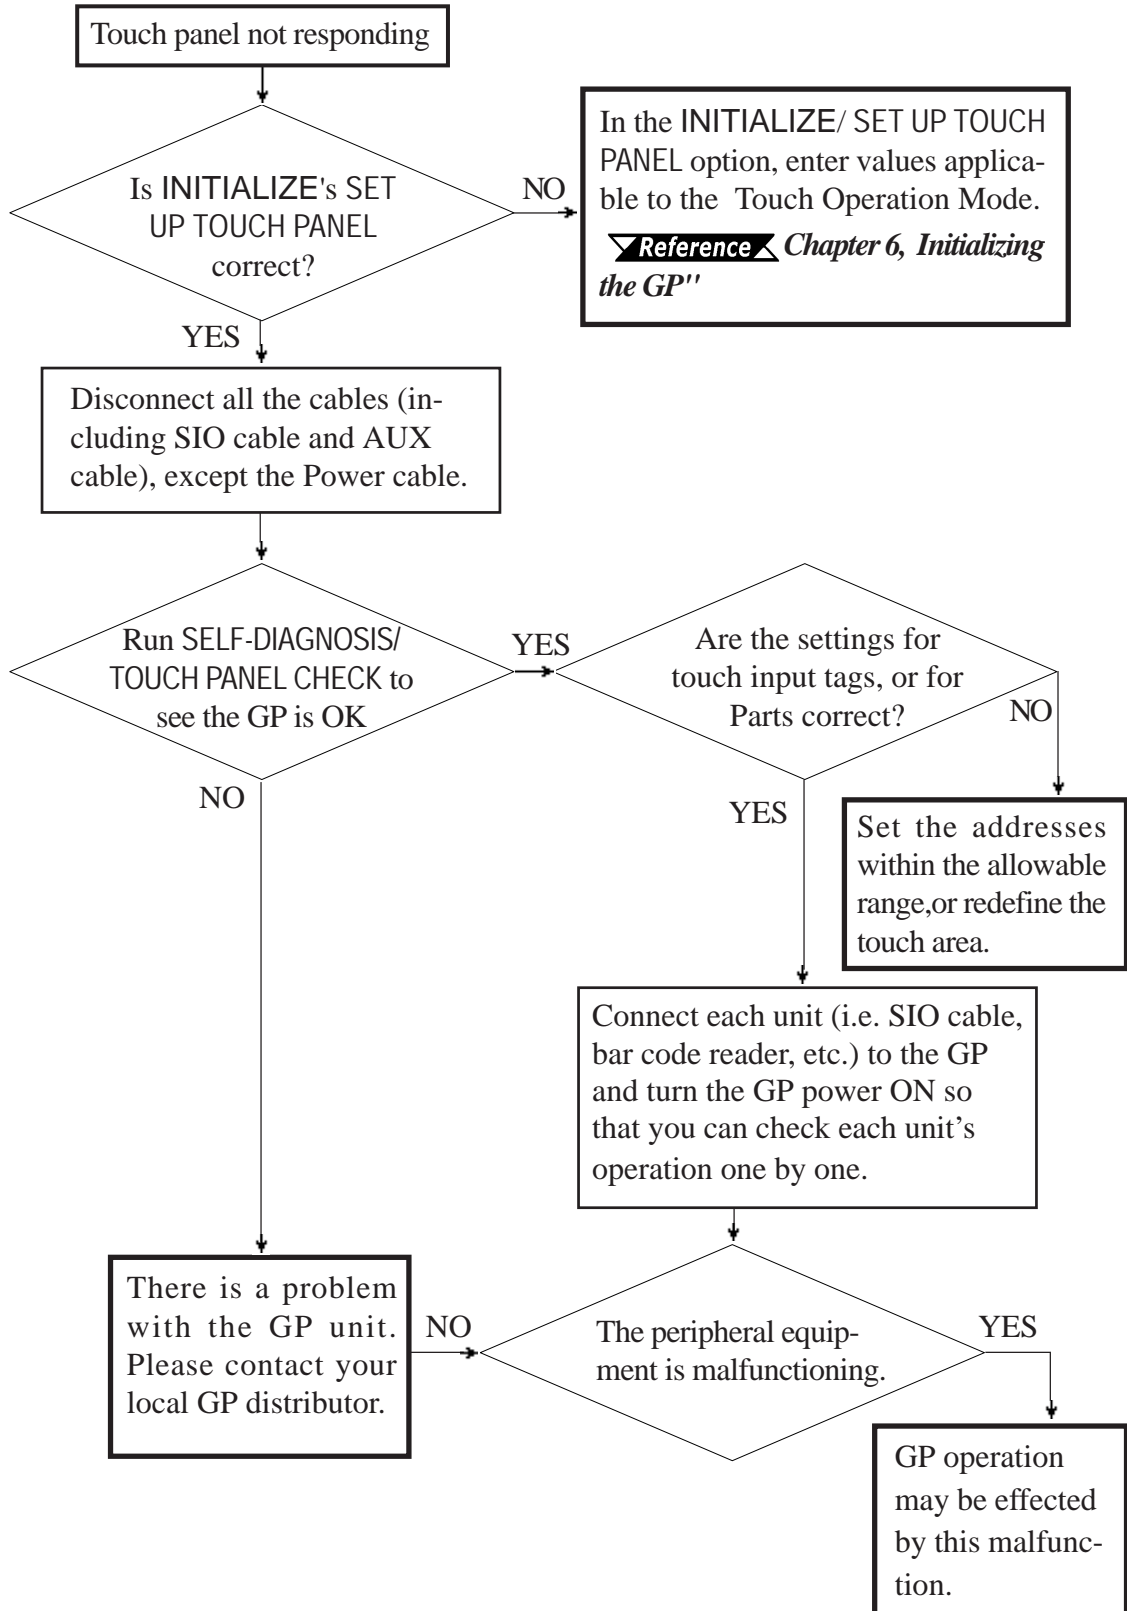 Touch panel not responding
Is INITIALIZE's SET
UP TOUCH PANEL
correct?
NO
In the INITIALIZE/ SET UP TOUCH
PANEL option, enter values applica-
ble to the Touch Operation Mode.
Reference Chapter 6, Initializing
the GP"
YES
Disconnect all the cables (in-
cluding SIO cable and AUX
cable), except the Power cable.
Run SELF-DIAGNOSIS/
TOUCH PANEL CHECK to
see the GP is OK
YES
Are the settings for
touch input tags, or for
Parts correct?
NO
NO
YES
Set the addresses
within the allowable
range,or redefine the
touch area.
Connect each unit (i.e. SIO cable,
bar code reader, etc.) to the GP
and turn the GP power ON so
that you can check each unit's
operation one by one.
There is a problem
with the GP unit.
Please contact your
local GP distributor.
NO
The peripheral equip-
ment is malfunctioning.
YES
GP operation
may be effected
by this malfunc-
tion.